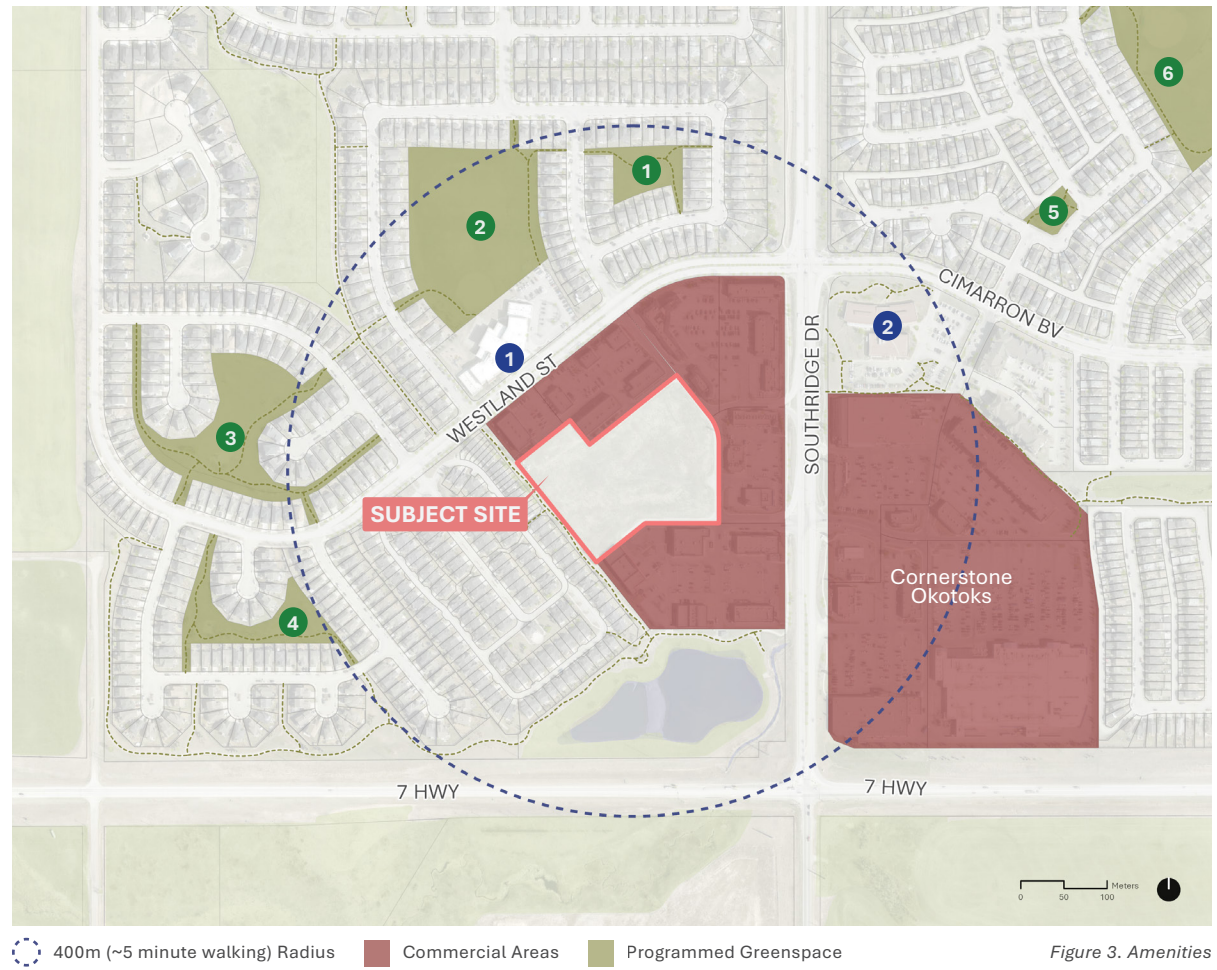 6
1
5
2
CIMARRON BV
2
1
WESTLAND ST
SOUTHRIDGE DR
3
SUBJECT SITE
Cornerstone
Okotoks
4
7 HWY
7 HWY
Meters
0 50 100
400m (~5 minute walking) Radius Commercial Areas Programmed Greenspace Figure 3. Amenities